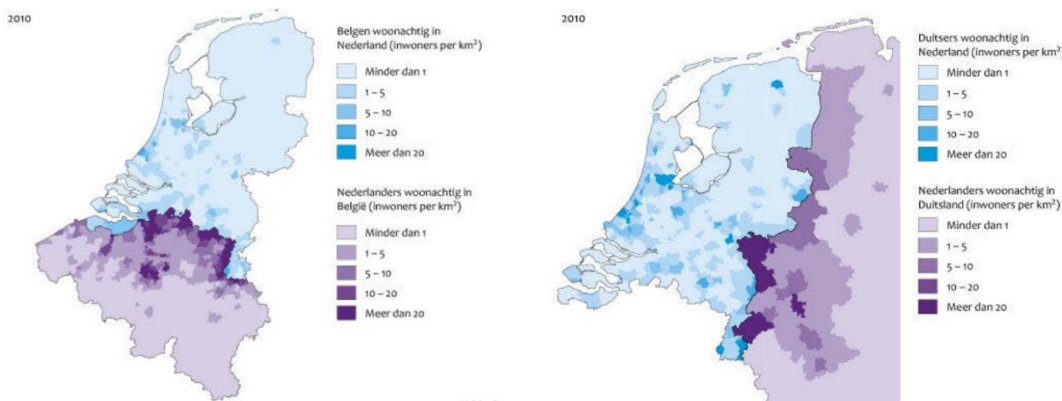 2010
Belgen woonachtig in
Nederland (inwoners per km²)
Minder dan 1
1 – 5
5 – 10
10 – 20
Meer dan 20
Nederlanders woonachtig in
België (inwoners per km²)
Minder dan 1
1 – 5
5 – 10
10 – 20
Meer dan 20
2010
Duitsers woonachtig in
Nederland (inwoners per km²)
Minder dan 1
1 – 5
5 – 10
10 – 20
Meer dan 20
Nederlanders woonachtig in
Duitsland (inwoners per km²)
Minder dan 1
1 – 5
5 – 10
10 – 20
Meer dan 20